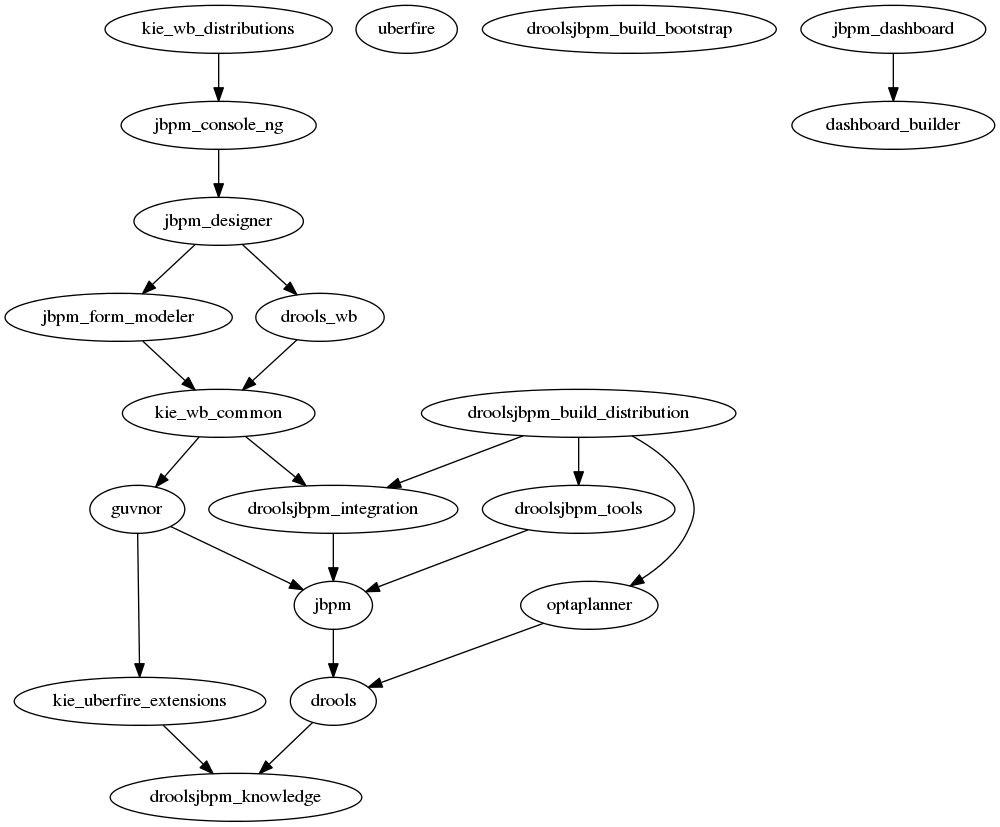 kie_wb_distributions
uberfire
droolsjbpm_build_bootstrap
jbpm_dashboard
jbpm_console_ng
dashboard_builder
jbpm_designer
jbpm_form_modeler
drools_wb
kie_wb_common
droolsjbpm_build_distribution
guvnor
droolsjbpm_integration
droolsjbpm_tools
jbpm
optaplanner
kie_uberfire_extensions
drools
droolsjbpm_knowledge